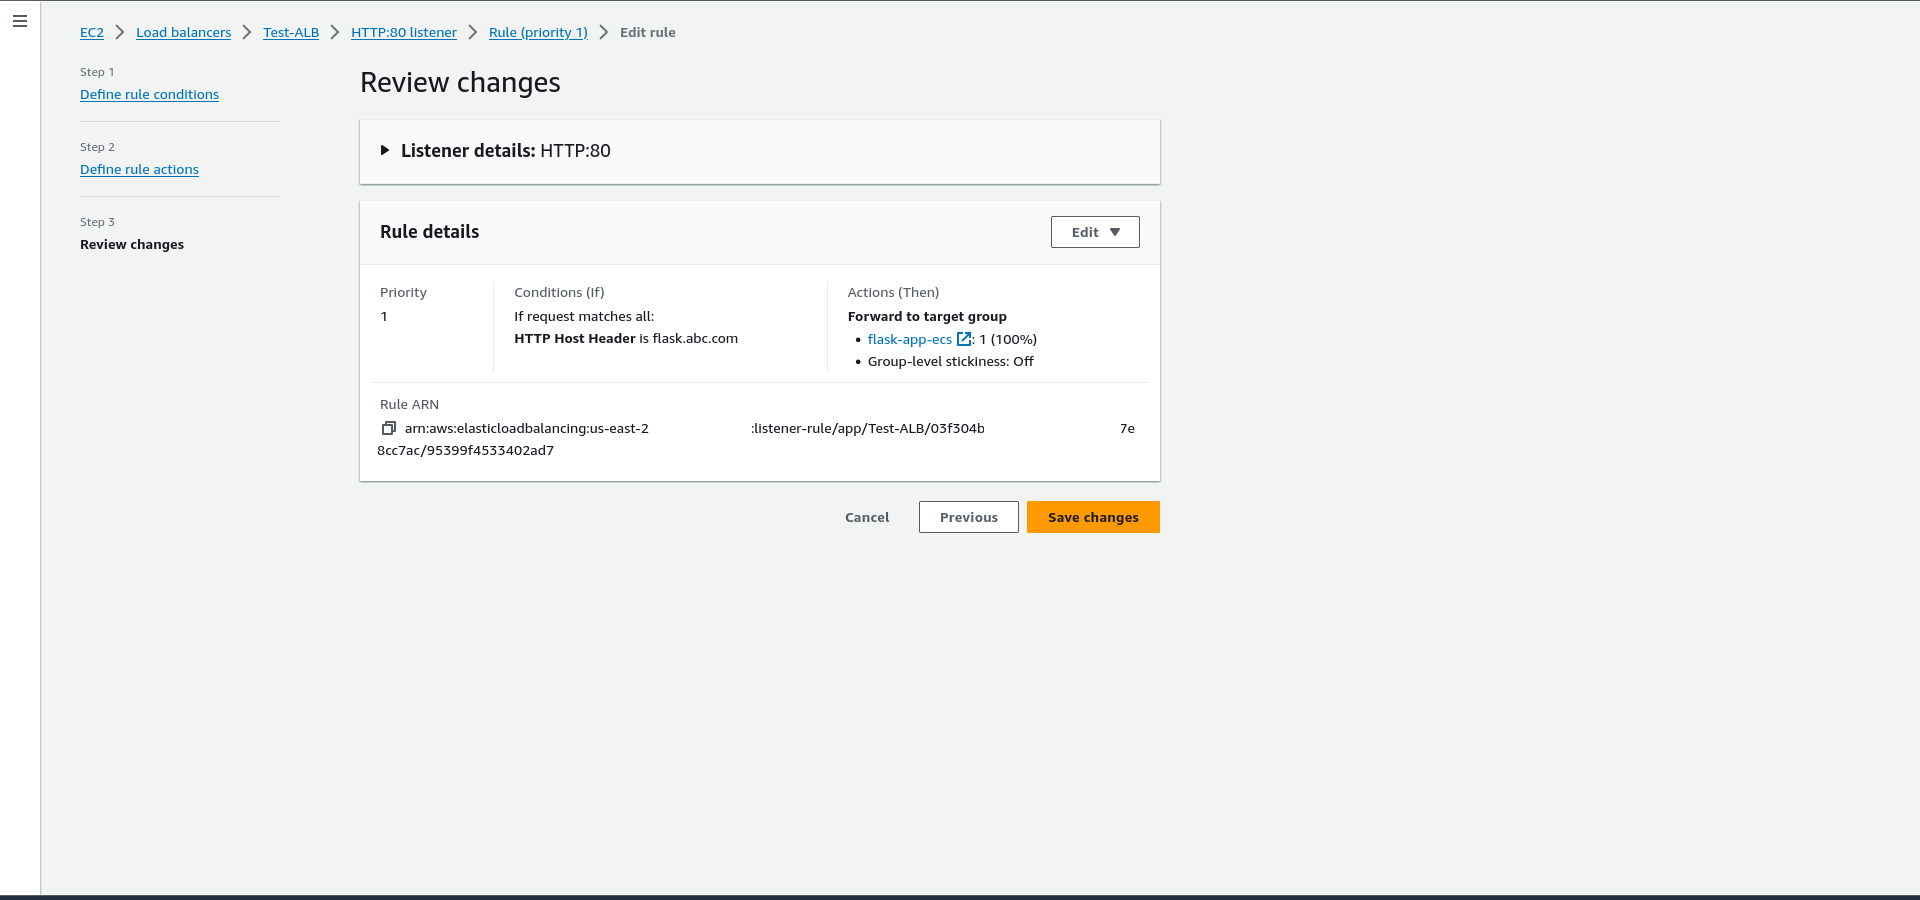 EC2 Load balancers Test-ALB HTTP:80 listener Rule (priority 1) Edit rule
Step 1
Define rule conditions
Step 2
Define rule actions
Step 3
Review changes
Review changes
Listener details: HTTP:80
Rule details
Edit
Priority
1
Conditions (If)
If request matches all:
HTTP Host Header is flask.abc.com
Actions (Then)
Forward to target group
• flask-app-ecs : 1 (100%)
• Group-level stickiness: Off
Rule ARN
arn:aws:elasticloadbalancing:us-east-2 :listener-rule/app/Test-ALB/03f304b 7e
8cc7ac/95399f4533402ad7
Cancel
Previous
Save changes